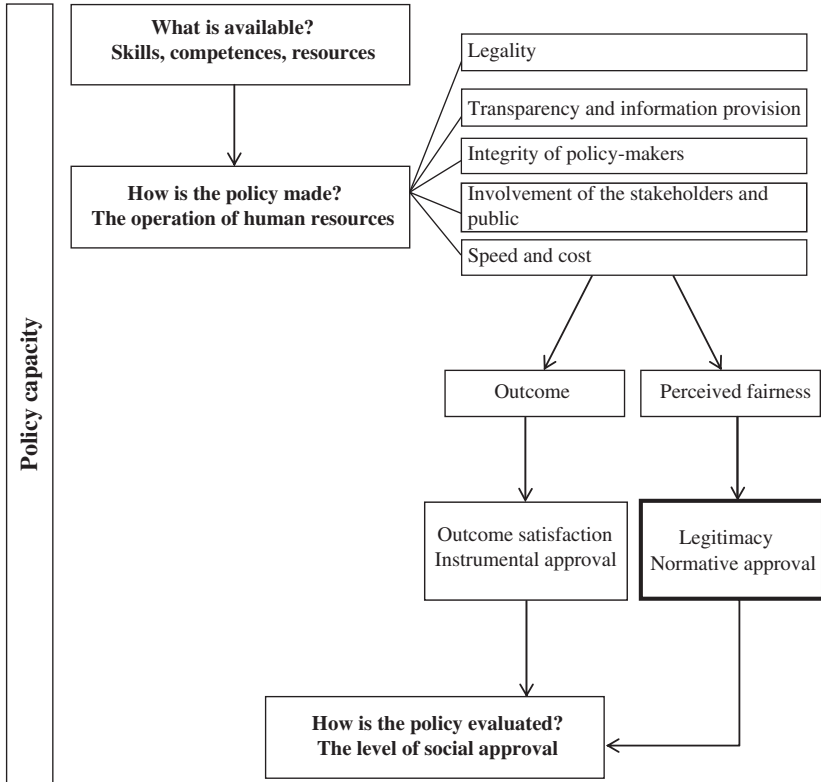 Policy capacity
What is available?
Skills, competences, resources
How is the policy made?
The operation of human resources
Legality
Transparency and information provision
Integrity of policy-makers
Involvement of the stakeholders and
public
Speed and cost
Outcome
Perceived fairness
Outcome satisfaction
Instrumental approval
Legitimacy
Normative approval
How is the policy evaluated?
The level of social approval